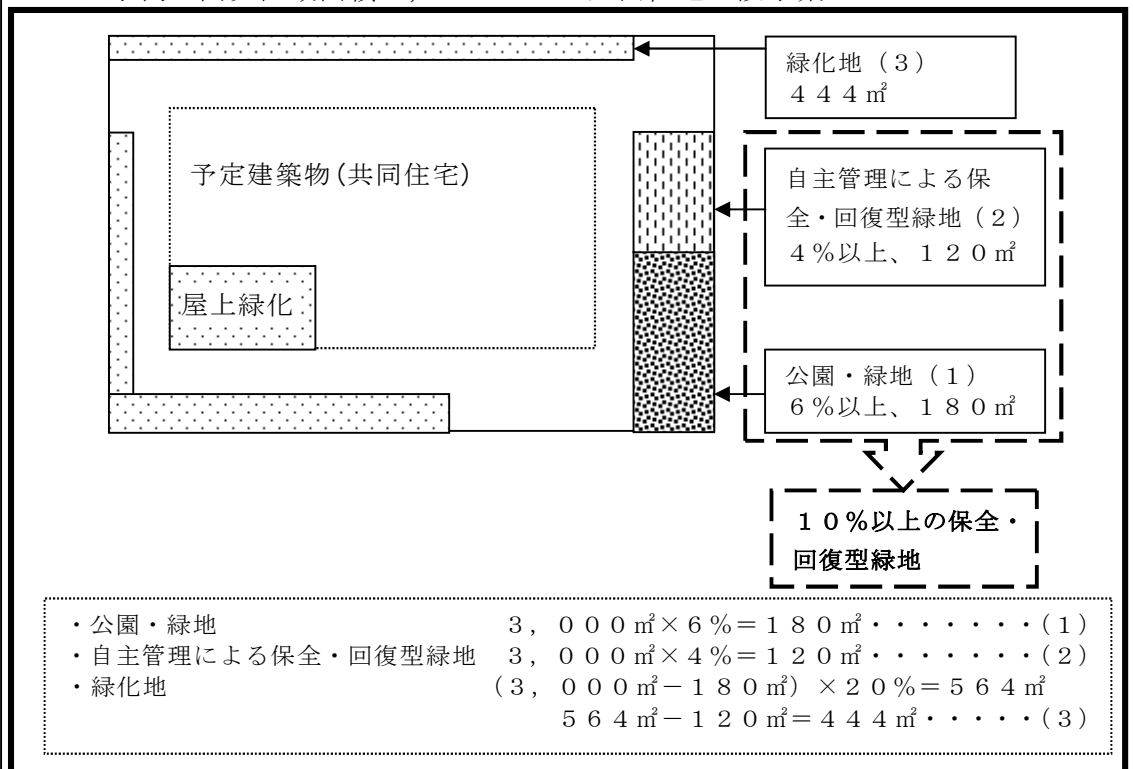 緑化地（３）
４４４㎡
予定建築物(共同住宅)
自主管理による保
全・回復型緑地（２）
４％以上、１２０㎡
屋上緑化
公園・緑地（１）
６％以上、１８０㎡
１０％以上の保全・
回復型緑地
・公園・緑地　３，０００㎡×６％＝１８０㎡・・・・・・・（１）
・自主管理による保全・回復型緑地　３，０００㎡×４％＝１２０㎡・・・・・・・（２）
・緑化地　（３，０００㎡－１８０㎡）×20％＝５６４㎡
５６４㎡－１２０㎡＝４４４㎡・・・・・（３）